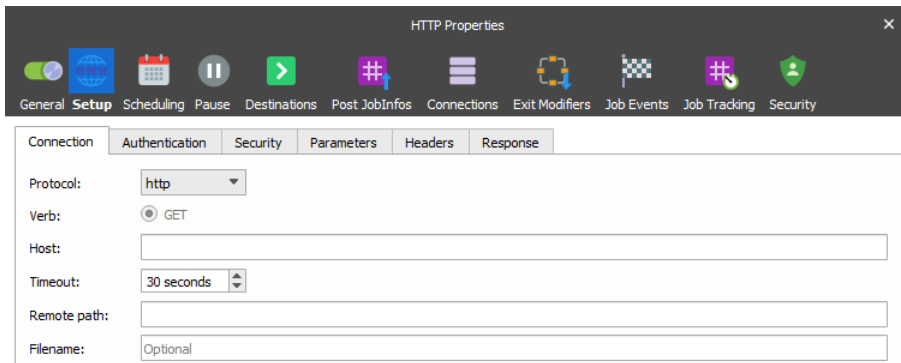 HTTP Properties
General Setup Scheduling Pause Destinations Post JobInfos Connections Exit Modifiers Job Events Job Tracking Security
Connection Authentication Security Parameters Headers Response
Protocol: http
Verb: GET
Host:
Timeout: 30 seconds
Remote path:
Filename: Optional